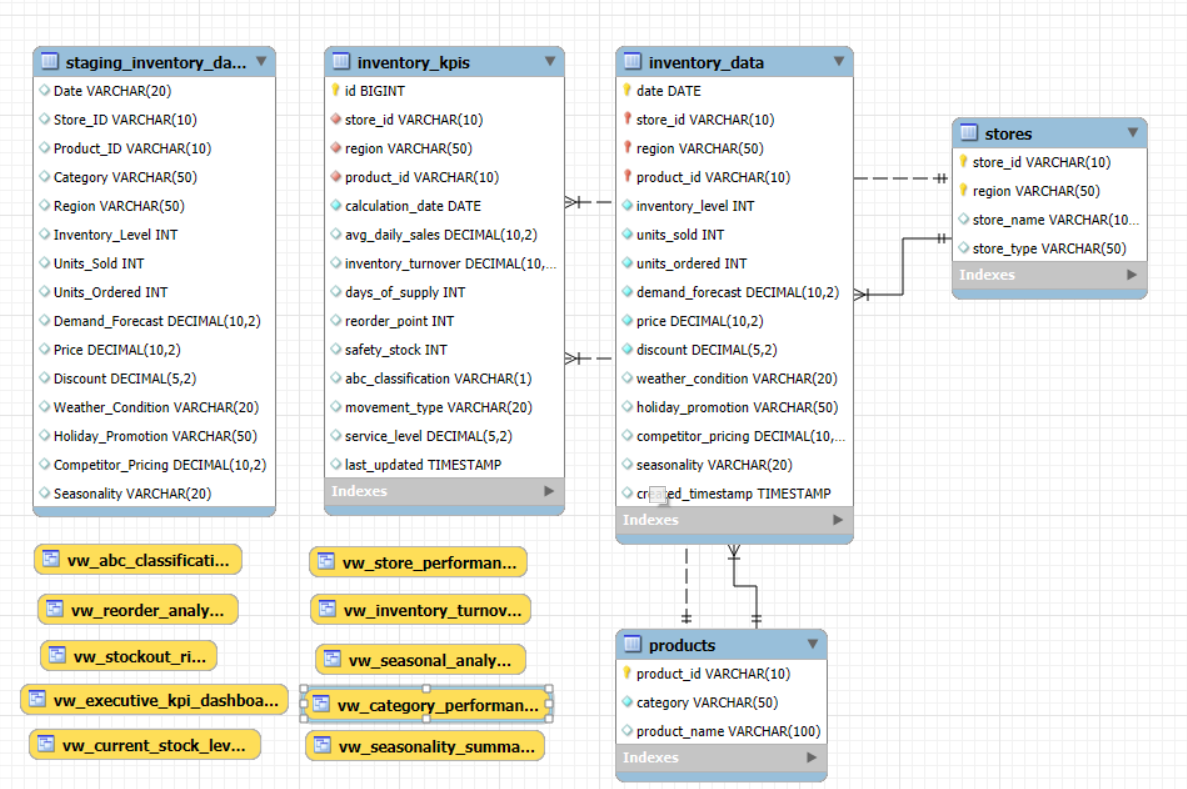 staging_inventory_da...
Date VARCHAR(20)
Store_ID VARCHAR(10)
Product_ID VARCHAR(10)
Category VARCHAR(50)
Region VARCHAR(50)
Inventory_Level INT
Units_Sold INT
Units_Ordered INT
Demand_Forecast DECIMAL(10,2)
Price DECIMAL(10,2)
Discount DECIMAL(5,2)
Weather_Condition VARCHAR(20)
Holiday_Promotion VARCHAR(50)
Competitor_Pricing DECIMAL(10,2)
Seasonality VARCHAR(20)
inventory_kpis
id BIGINT
store_id VARCHAR(10)
region VARCHAR(50)
product_id VARCHAR(10)
calculation_date DATE
avg_daily_sales DECIMAL(10,2)
inventory_turnover DECIMAL(10,...
days_of_supply INT
reorder_point INT
safety_stock INT
abc_classification VARCHAR(1)
movement_type VARCHAR(20)
service_level DECIMAL(5,2)
last_updated TIMESTAMP
Indexes
inventory_data
date DATE
store_id VARCHAR(10)
region VARCHAR(50)
product_id VARCHAR(10)
inventory_level INT
units_sold INT
units_ordered INT
demand_forecast DECIMAL(10,2)
price DECIMAL(10,2)
discount DECIMAL(5,2)
weather_condition VARCHAR(20)
holiday_promotion VARCHAR(50)
competitor_pricing DECIMAL(10,...
seasonality VARCHAR(20)
created_timestamp TIMESTAMP
Indexes
stores
store_id VARCHAR(10)
region VARCHAR(50)
store_name VARCHAR(10...
store_type VARCHAR(50)
Indexes
vw_abc_classificati...
vw_reorder_analy...
vw_stockout_ri...
vw_executive_kpi_dashboa...
vw_current_stock_lev...
vw_store_performan...
vw_inventory_turnov...
vw_seasonal_analy...
vw_category_performan...
vw_seasonality_summa...
products
product_id VARCHAR(10)
category VARCHAR(50)
product_name VARCHAR(100)
Indexes